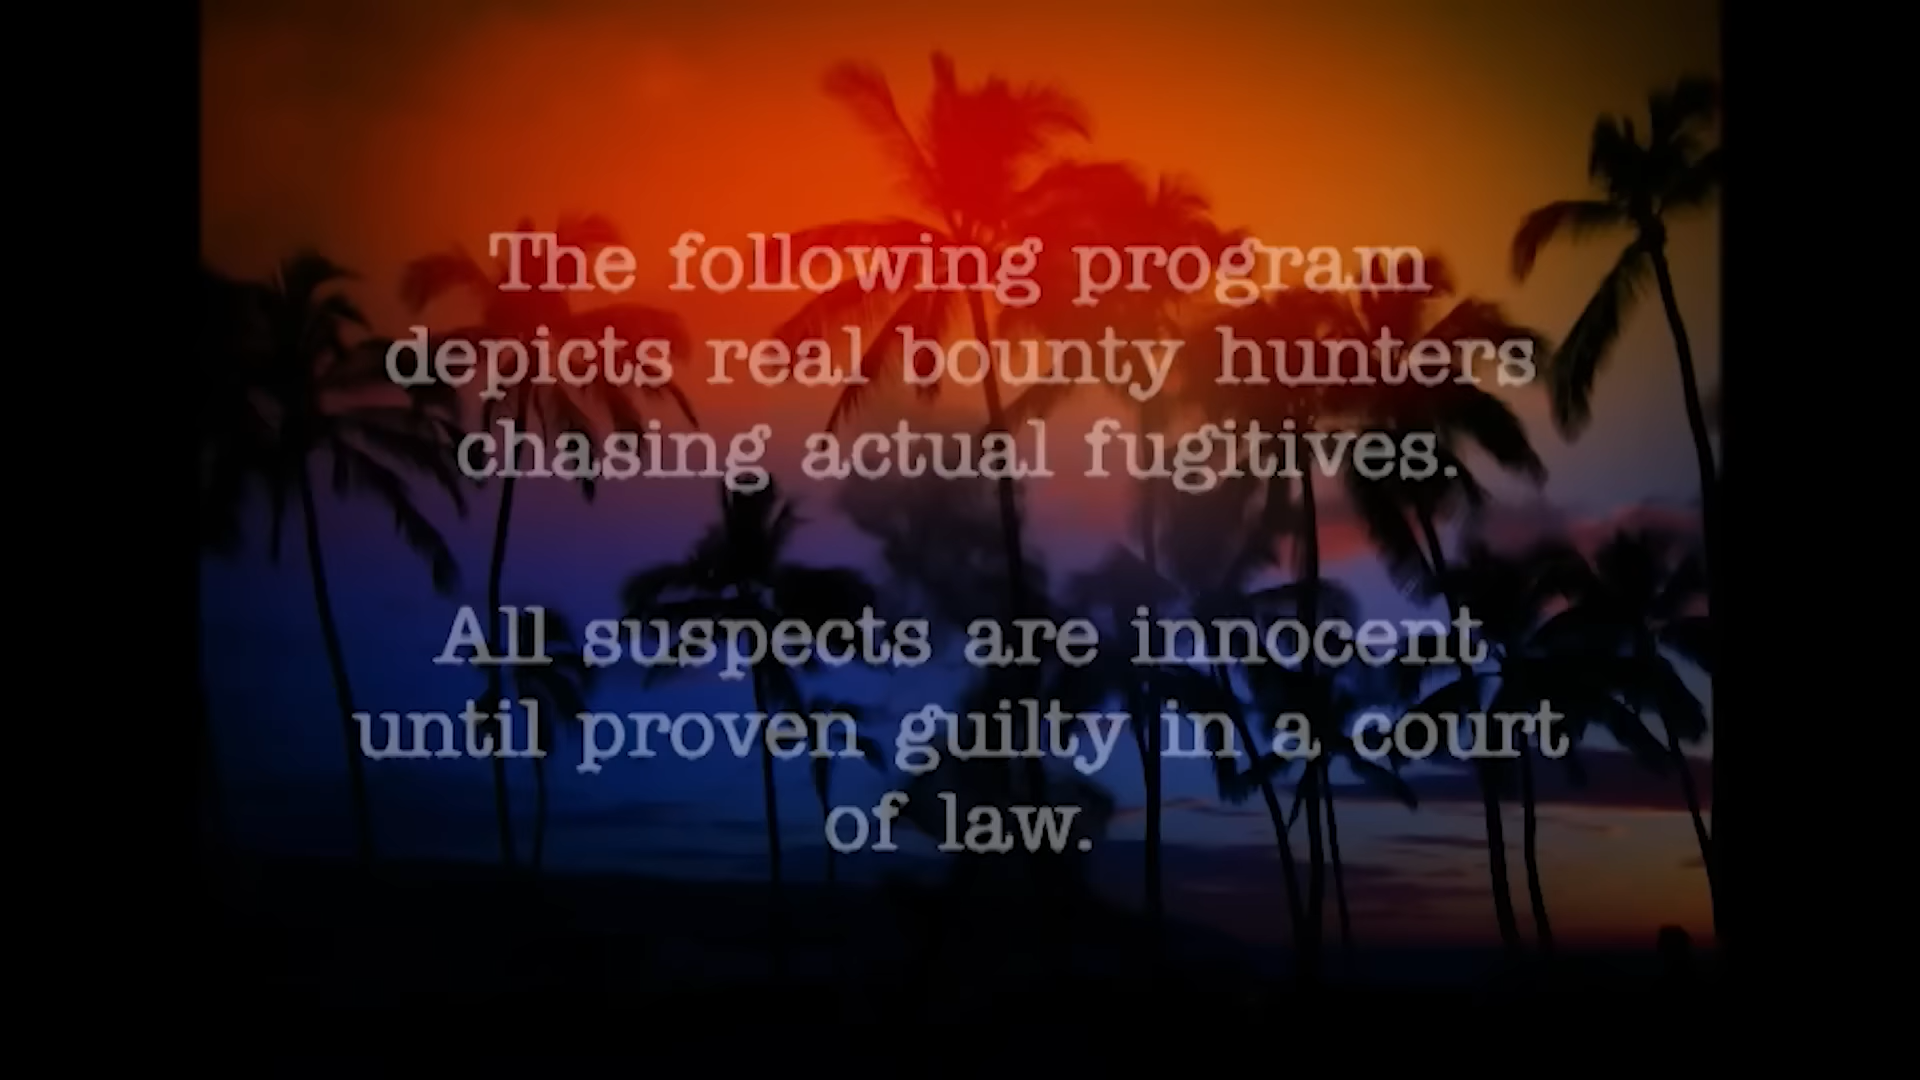 The following program
depicts real bounty hunters
chasing actual fugitives.
All suspects are innocent
until proven guilty in a court
of law.